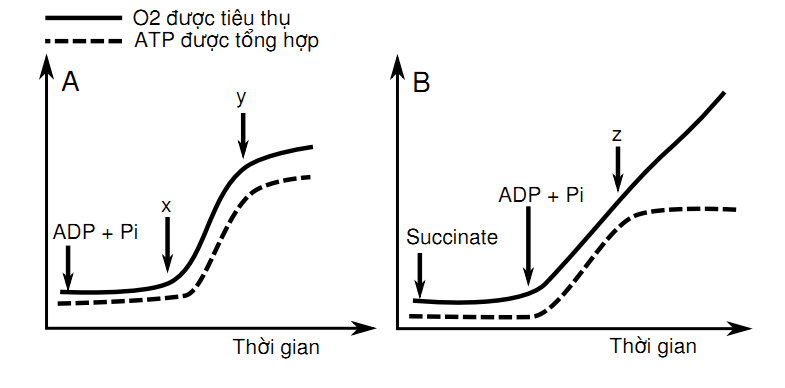 O2 được tiêu thụ
ATP được tổng hợp
A
y
x
ADP + Pi
Thời gian
B
z
ADP + Pi
Succinate
Thời gian